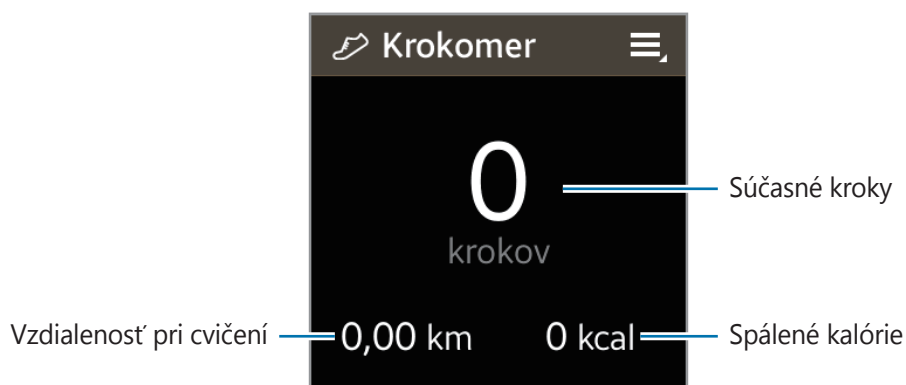 Krokomer
0
Súčasné kroky
krokov
Vzdialenosť pri cvičení
0,00 km
0 kcal
Spálené kalórie